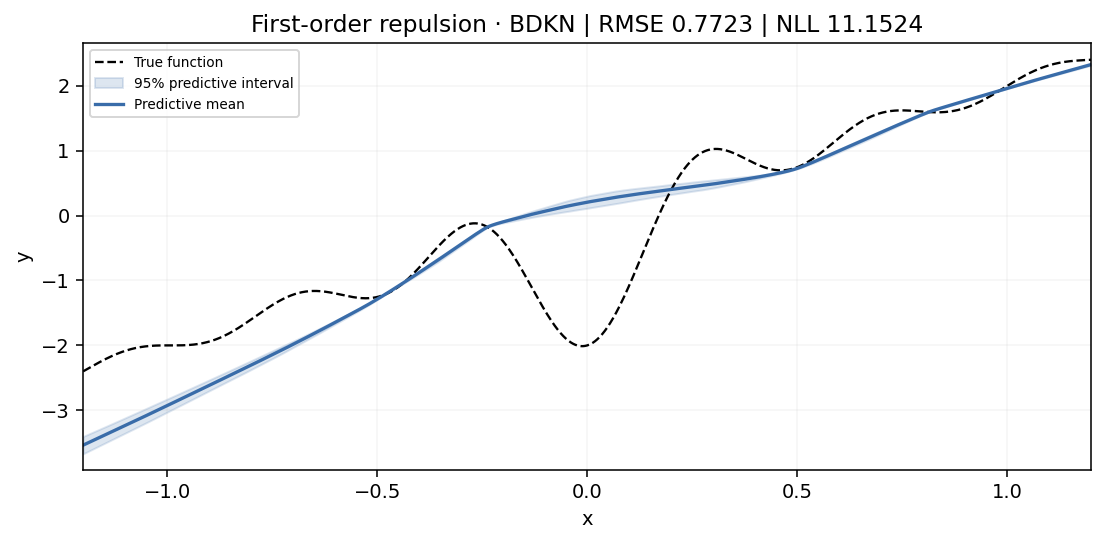 First-order repulsion · BDKN | RMSE 0.7723 | NLL 11.1524
True function
95% predictive interval
Predictive mean
2
1
0
−1
−2
−3
y
−1.0 −0.5 0.0 0.5 1.0
x